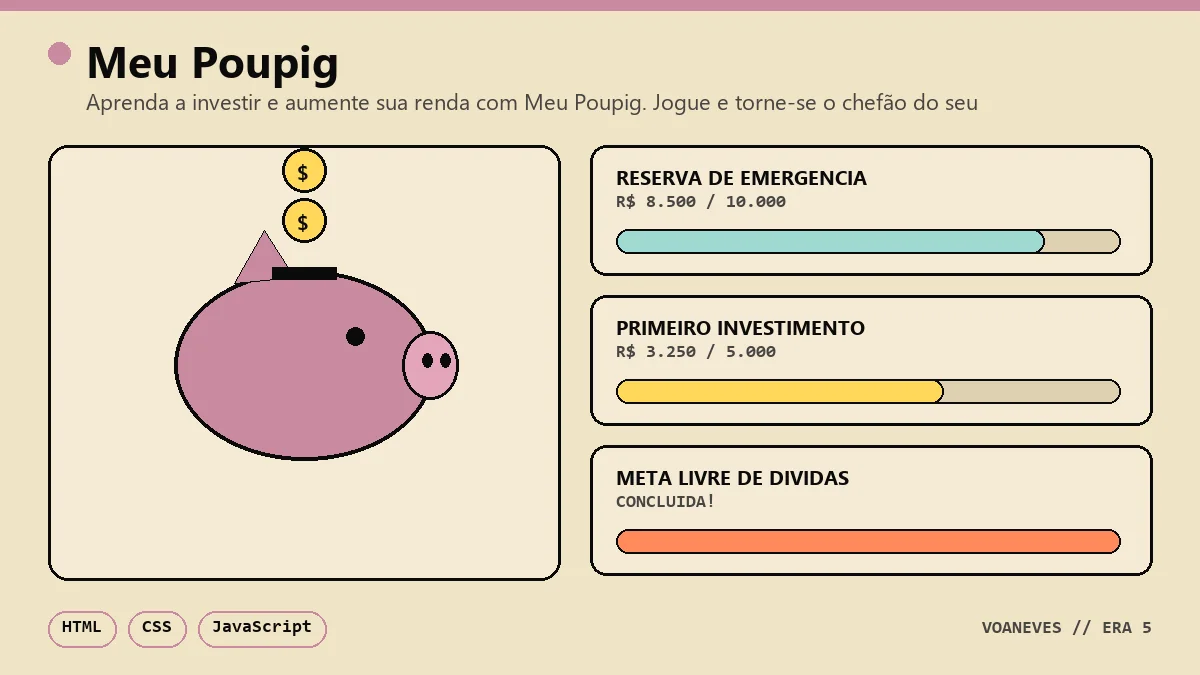 Meu Poupig
Aprenda a investir e aumente sua renda com Meu Poupig. Jogue e torne-se o chefão do seu
$
$
RESERVA DE EMERGENCIA
R$ 8.500 / 10.000
PRIMEIRO INVESTIMENTO
R$ 3.250 / 5.000
META LIVRE DE DIVIDAS
CONCLUIDA!
HTML CSS JavaScript
VOANEVES // ERA 5